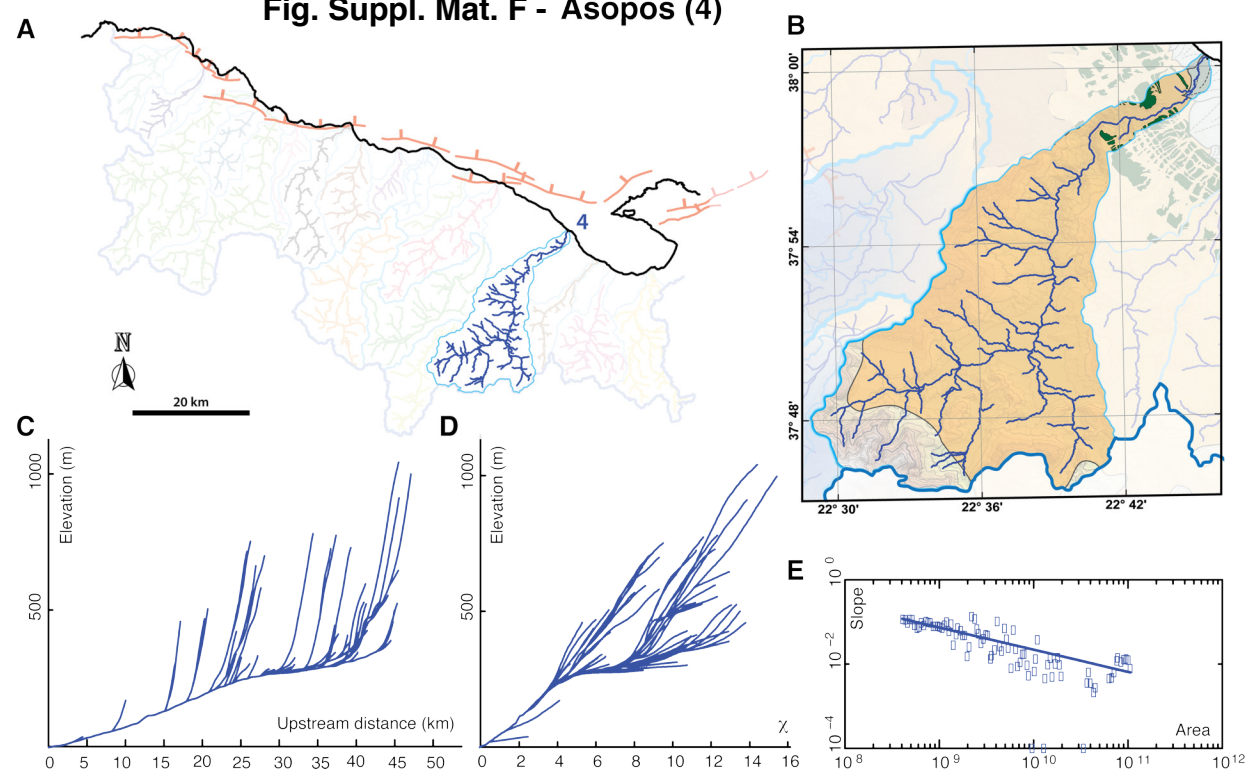 Fig. Suppl. Mat. F - Asopos (4)
A
4
N
20 km
B
38° 00'
37° 54'
37° 48'
22° 30'
22° 36'
22° 42'
C
Elevation (m)
1000
500
Upstream distance (km)
0 5 10 15 20 25 30 35 40 45 50
D
Elevation (m)
1000
500
χ
0 2 4 6 8 10 12 14 16
E
Slope
10 0
10 -2
10 -4
Area
10 8 10 9 10 10 10 11 10 12